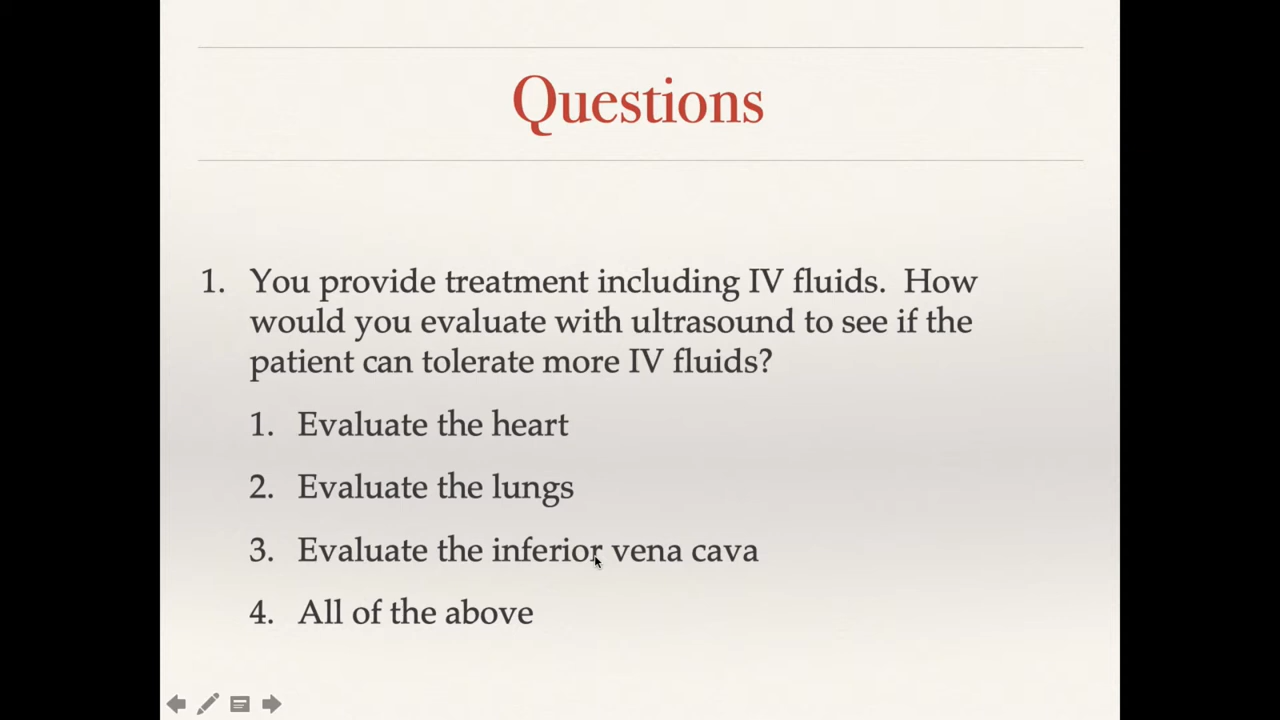 Questions
1. You provide treatment including IV fluids. How
would you evaluate with ultrasound to see if the
patient can tolerate more IV fluids?
1. Evaluate the heart
2. Evaluate the lungs
3. Evaluate the inferior vena cava
4. All of the above